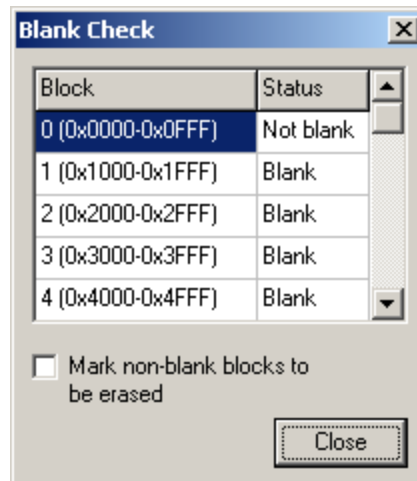 Blank Check
Block Status
0 (0x0000-0x0FFF) Not blank
1 (0x1000-0x1FFF) Blank
2 (0x2000-0x2FFF) Blank
3 (0x3000-0x3FFF) Blank
4 (0x4000-0x4FFF) Blank
Mark non-blank blocks to
be erased
Close